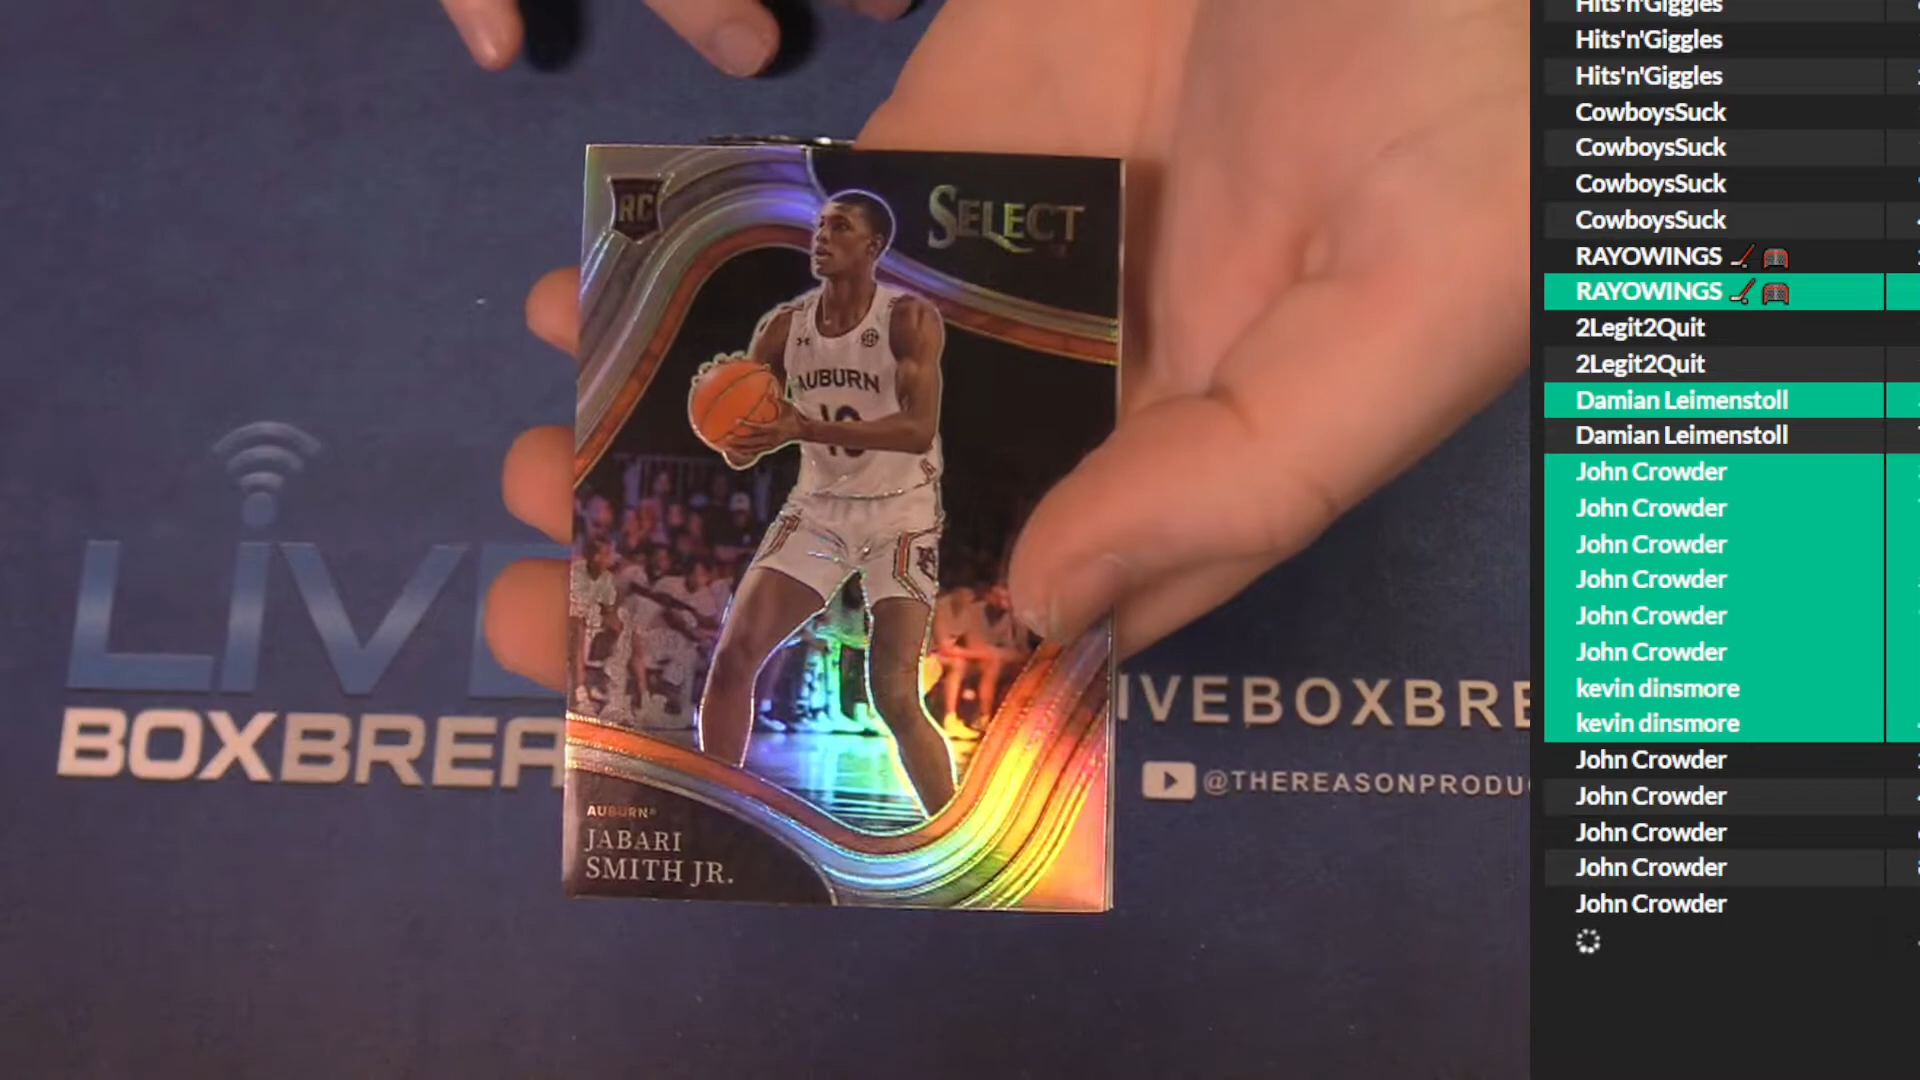 RC
SELECT
AUBURN
10
AUBURN
JABARI
SMITH JR.
LIV
BOXBREA
IVEBOXBRE
@THEREASONPRODU
Hits'n'Giggles
Hits'n'Giggles
Hits'n'Giggles
CowboysSuck
CowboysSuck
CowboysSuck
CowboysSuck
RAYOWINGS
RAYOWINGS
2Legit2Quit
2Legit2Quit
Damian Leimenstoll
Damian Leimenstoll
John Crowder
John Crowder
John Crowder
John Crowder
John Crowder
John Crowder
kevin dinsmore
kevin dinsmore
John Crowder
John Crowder
John Crowder
John Crowder
John Crowder